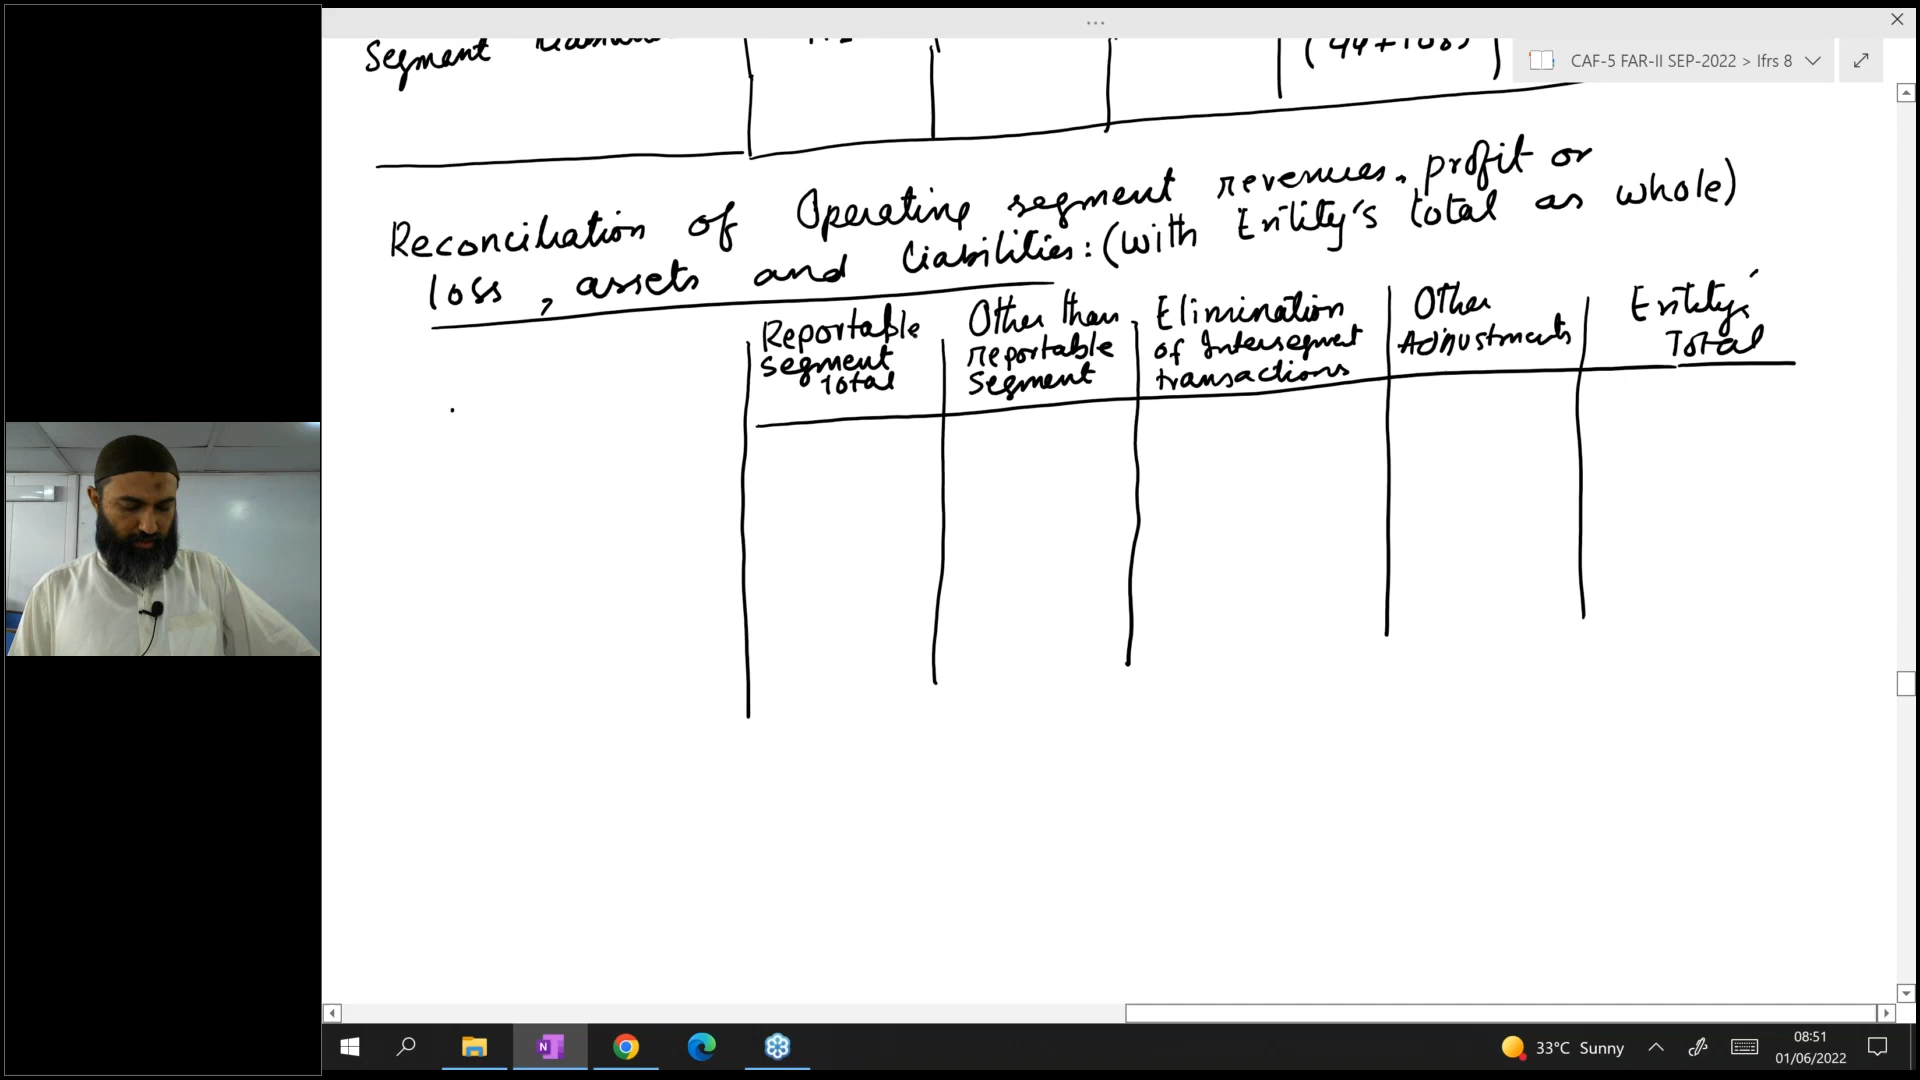 CAF-5 FAR-II SEP-2022 > Ifrs 8
Segment
(44+108)
Reconciliation of Operating segment revenues, profit or
loss, assets and Liabilities: (with Entity's total as whole)
Reportable
segment
Total
Other than
reportable
segment
Elimination
of Intersegment
transactions
Other
Adjustments
Entity's
Total
N
33°C Sunny
08:51
01/06/2022